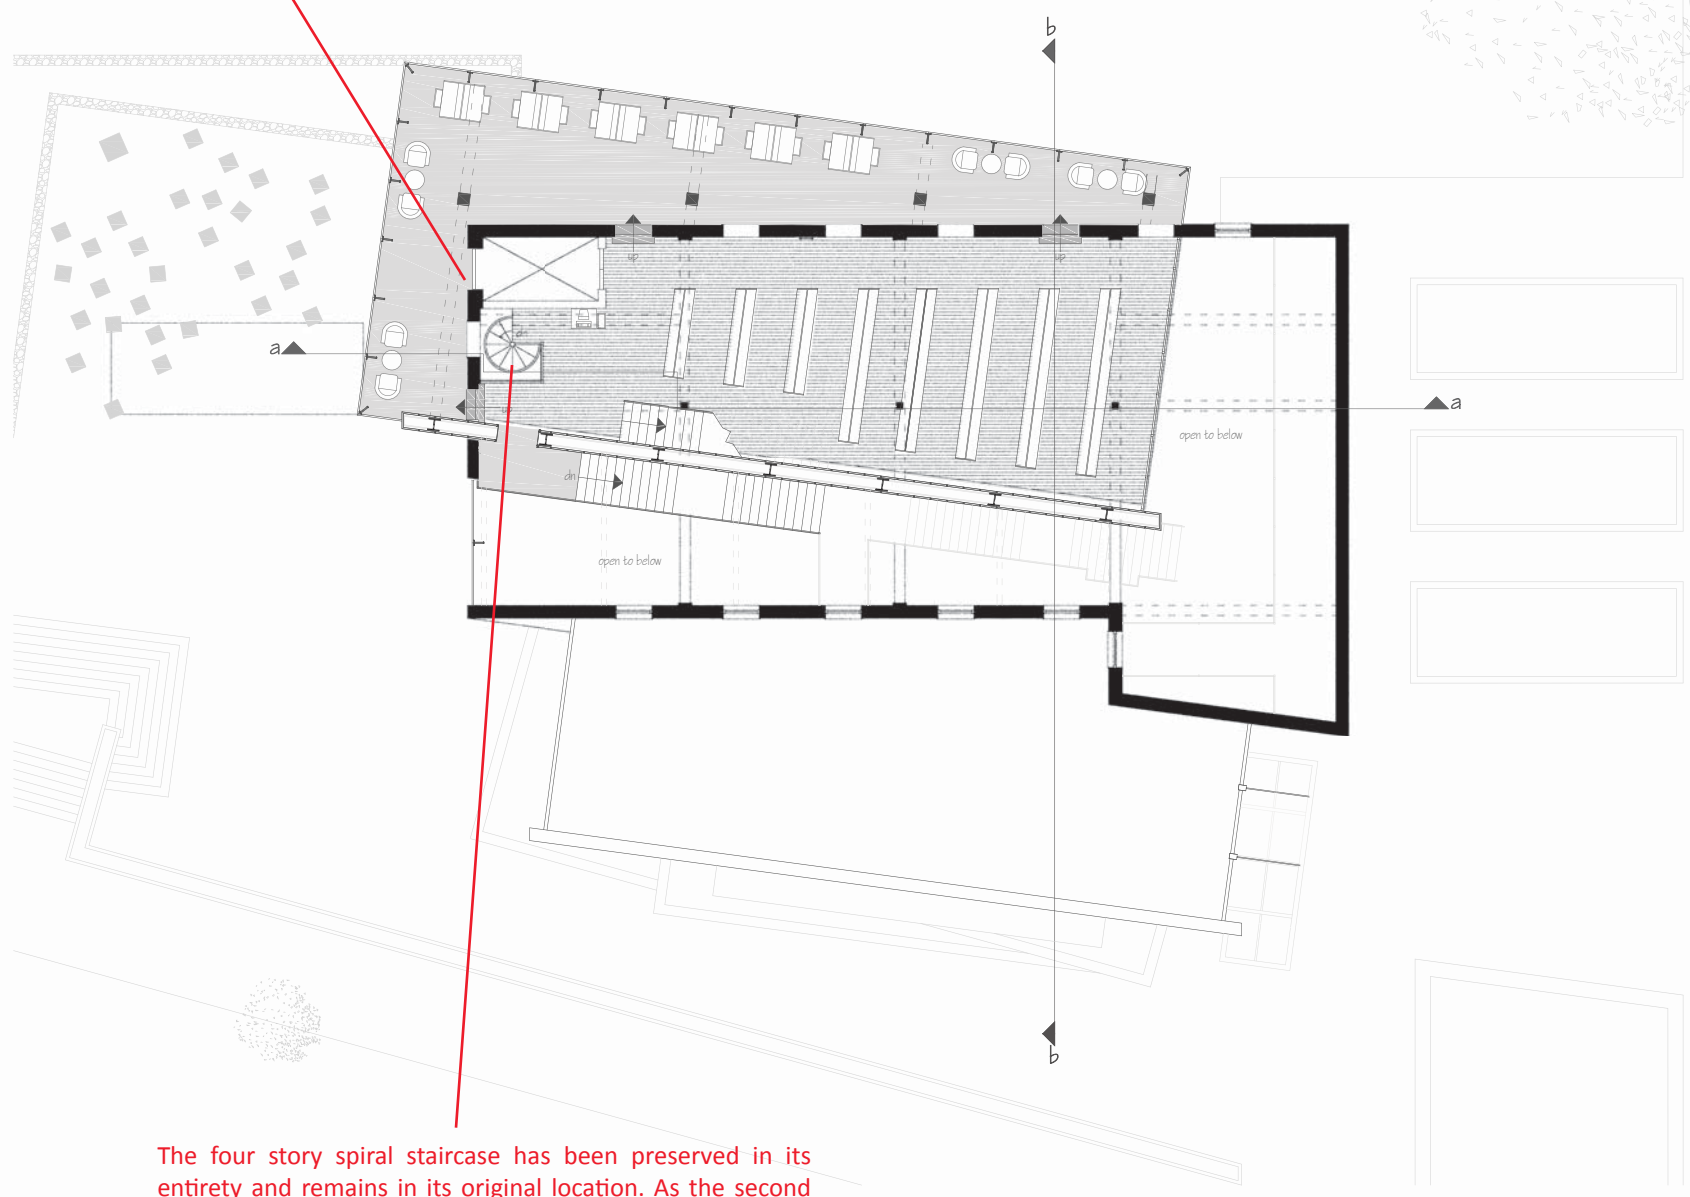 b
up
up
a
a
open to below
dn
open to below
b
The four story spiral staircase has been preserved in its
entirety and remains in its original location. As the second